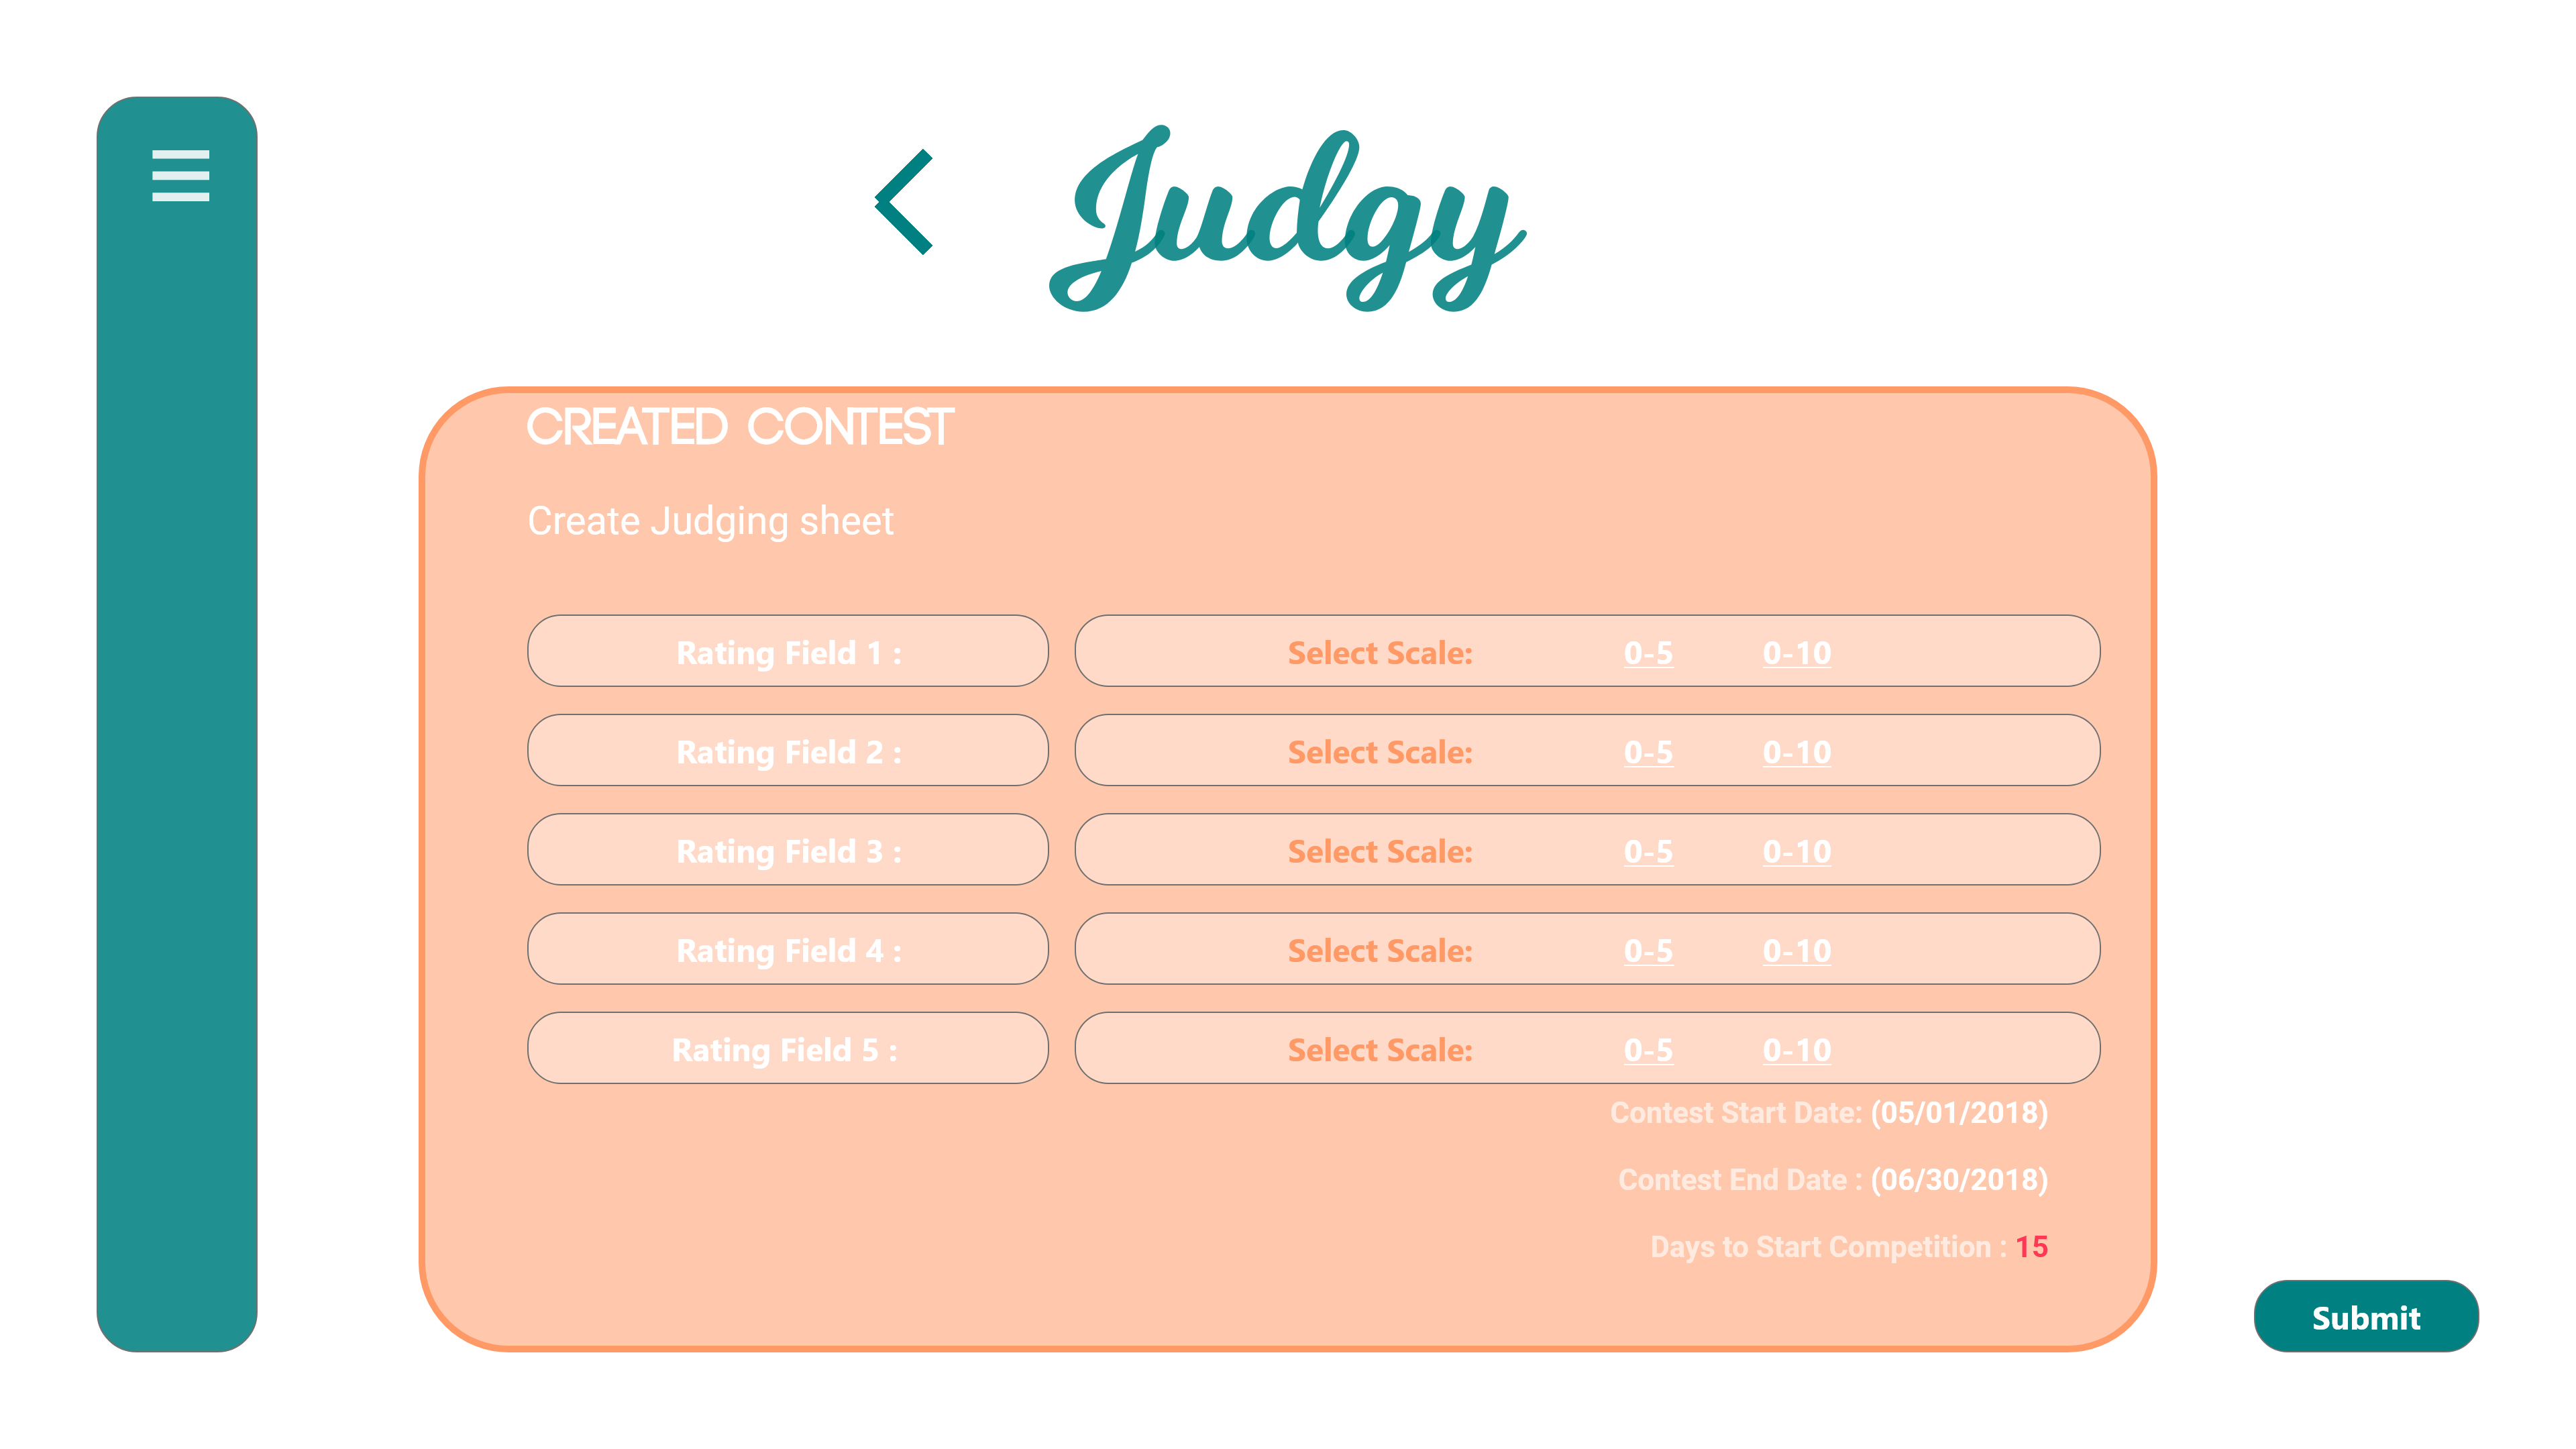 Judgy
CREATED CONTEST
Create Judging sheet
Rating Field 1 : Select Scale: 0-5 0-10
Rating Field 2 : Select Scale: 0-5 0-10
Rating Field 3 : Select Scale: 0-5 0-10
Rating Field 4 : Select Scale: 0-5 0-10
Rating Field 5 : Select Scale: 0-5 0-10
Contest Start Date: (05/01/2018)
Contest End Date : (06/30/2018)
Days to Start Competition : 15
Submit